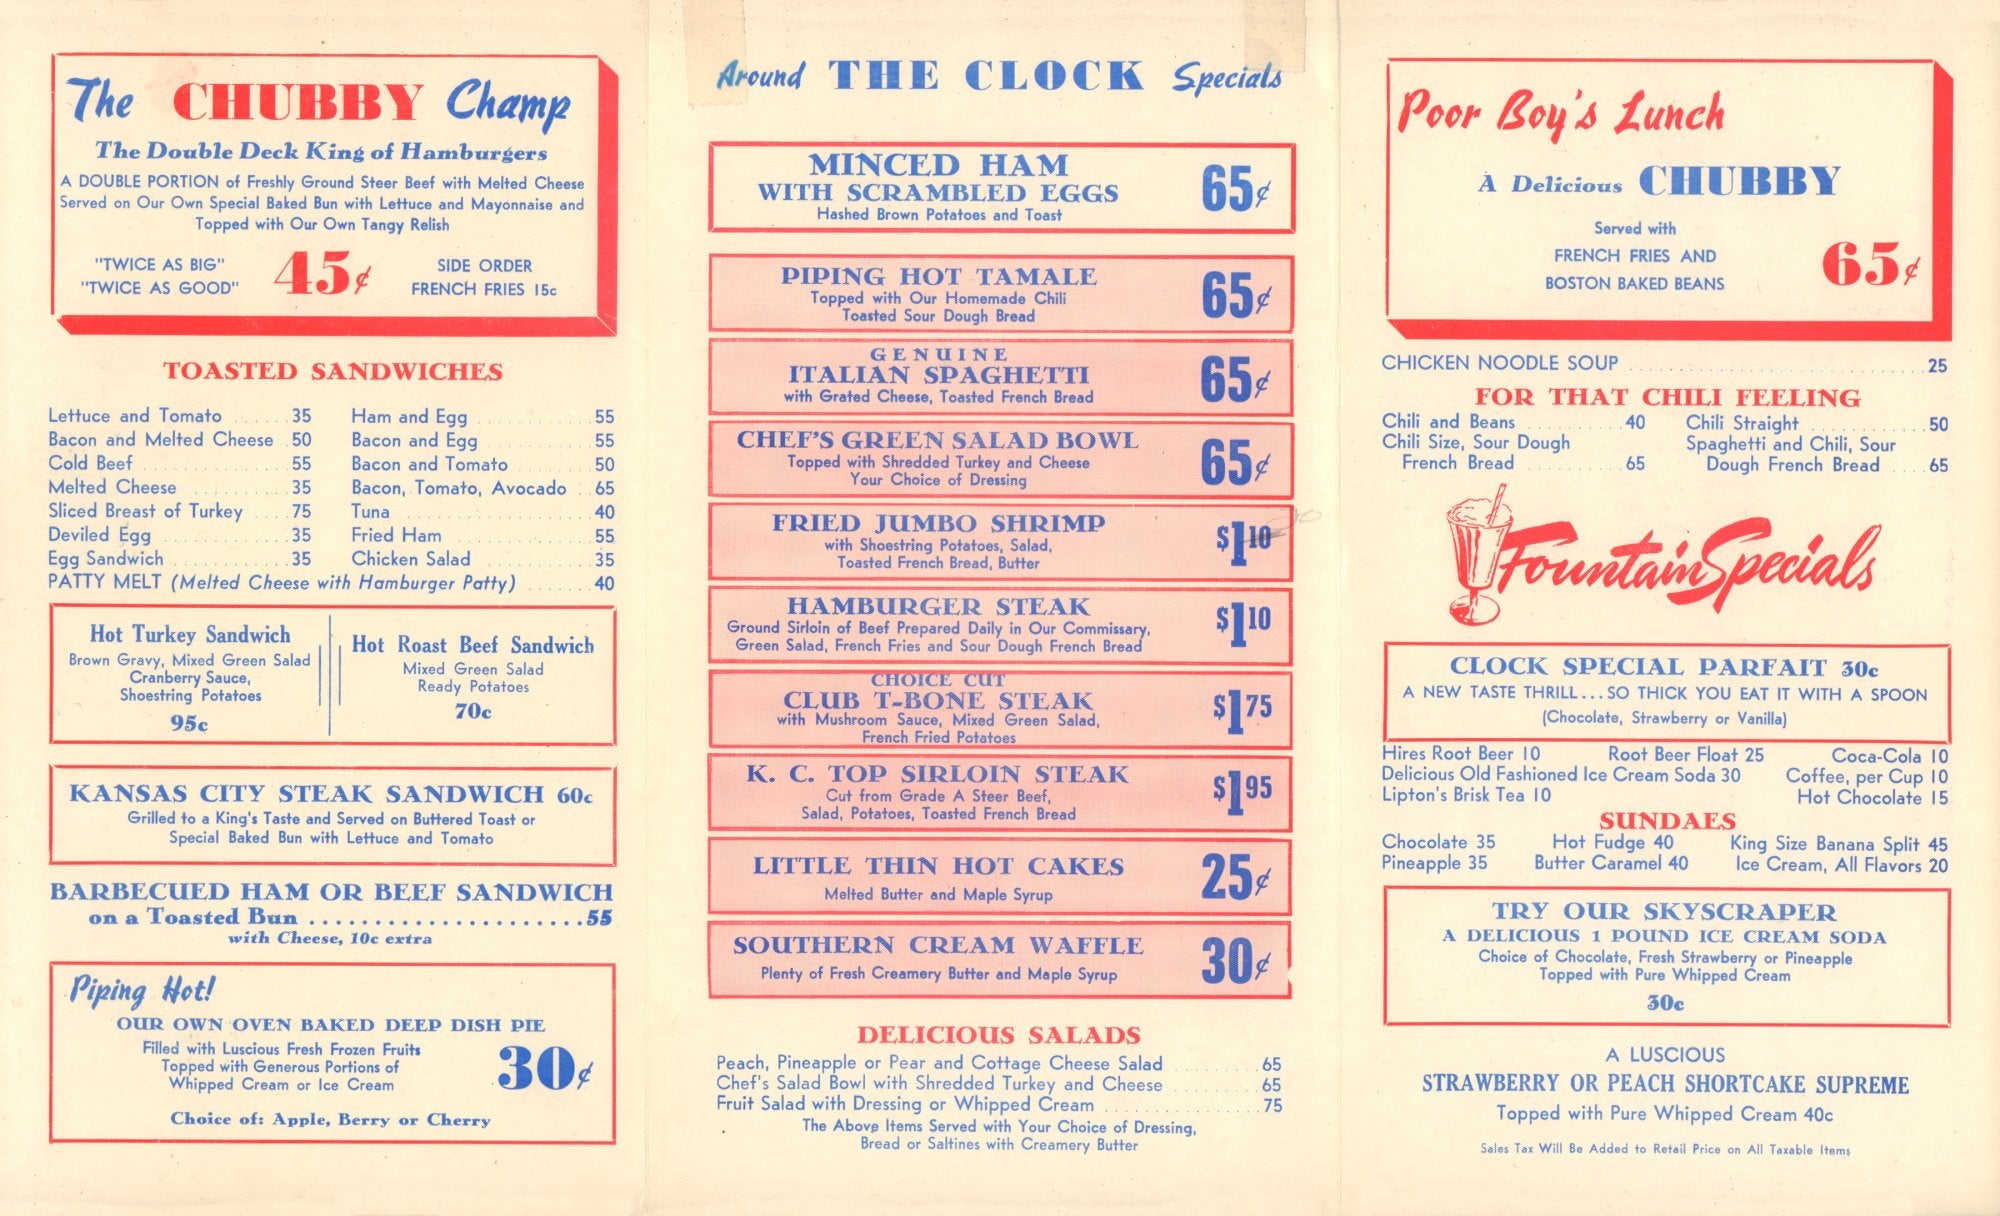 The CHUBBY Champ
The Double Deck King of Hamburgers
A DOUBLE PORTION of Freshly Ground Steer Beef with Melted Cheese
Served on Our Own Special Baked Bun with Lettuce and Mayonnaise and
Topped with Our Own Tangy Relish
"TWICE AS BIG"
"TWICE AS GOOD"
45¢
SIDE ORDER
FRENCH FRIES 15c
TOASTED SANDWICHES
Lettuce and Tomato ...... 35
Bacon and Melted Cheese . 50
Cold Beef ................ 55
Melted Cheese ........... 35
Sliced Breast of Turkey .... 75
Deviled Egg .............. 35
Egg Sandwich ............ 35
Ham and Egg ............ 55
Bacon and Egg .......... 55
Bacon and Tomato ....... 50
Bacon, Tomato, Avocado . 65
Tuna .................... 40
Fried Ham .............. 55
Chicken Salad ........... 35
PATTY MELT (Melted Cheese with Hamburger Patty) ....... 40
Hot Turkey Sandwich
Brown Gravy, Mixed Green Salad
Cranberry Sauce,
Shoestring Potatoes
95c
Hot Roast Beef Sandwich
Mixed Green Salad
Ready Potatoes
70c
KANSAS CITY STEAK SANDWICH 60c
Grilled to a King's Taste and Served on Buttered Toast or
Special Baked Bun with Lettuce and Tomato
BARBECUED HAM OR BEEF SANDWICH
on a Toasted Bun ...................... 55
with Cheese, 10c extra
Piping Hot!
OUR OWN OVEN BAKED DEEP DISH PIE
Filled with Luscious Fresh Frozen Fruits
Topped with Generous Portions of
Whipped Cream or Ice Cream
30¢
Choice of: Apple, Berry or Cherry
Around THE CLOCK Specials
MINCED HAM
WITH SCRAMBLED EGGS
Hashed Brown Potatoes and Toast
65¢
PIPING HOT TAMALE
Topped with Our Homemade Chili
Toasted Sour Dough Bread
65¢
GENUINE
ITALIAN SPAGHETTI
with Grated Cheese, Toasted French Bread
65¢
CHEF'S GREEN SALAD BOWL
Topped with Shredded Turkey and Cheese
Your Choice of Dressing
65¢
FRIED JUMBO SHRIMP
with Shoestring Potatoes, Salad,
Toasted French Bread, Butter
$1 10
HAMBURGER STEAK
Ground Sirloin of Beef Prepared Daily in Our Commissary,
Green Salad, French Fries and Sour Dough French Bread
$1 10
CHOICE CUT
CLUB T-BONE STEAK
with Mushroom Sauce, Mixed Green Salad,
French Fried Potatoes
$1 75
K. C. TOP SIRLOIN STEAK
Cut from Grade A Steer Beef,
Salad, Potatoes, Toasted French Bread
$1 95
LITTLE THIN HOT CAKES
Melted Butter and Maple Syrup
25¢
SOUTHERN CREAM WAFFLE
Plenty of Fresh Creamery Butter and Maple Syrup
30¢
DELICIOUS SALADS
Peach, Pineapple or Pear and Cottage Cheese Salad ......... 65
Chef's Salad Bowl with Shredded Turkey and Cheese ......... 65
Fruit Salad with Dressing or Whipped Cream ................ 75
The Above Items Served with Your Choice of Dressing,
Bread or Saltines with Creamery Butter
Poor Boy's Lunch
A Delicious CHUBBY
Served with
FRENCH FRIES AND
BOSTON BAKED BEANS
65¢
CHICKEN NOODLE SOUP ................................ 25
FOR THAT CHILI FEELING
Chili and Beans .......... 40
Chili Size, Sour Dough
French Bread .......... 65
Chili Straight ............ 50
Spaghetti and Chili, Sour
Dough French Bread .... 65
Fountain Specials
CLOCK SPECIAL PARFAIT 30c
A NEW TASTE THRILL...SO THICK YOU EAT IT WITH A SPOON
(Chocolate, Strawberry or Vanilla)
Hires Root Beer 10 Root Beer Float 25 Coca-Cola 10
Delicious Old Fashioned Ice Cream Soda 30 Coffee, per Cup 10
Lipton's Brisk Tea 10 Hot Chocolate 15
SUNDAES
Chocolate 35 Hot Fudge 40 King Size Banana Split 45
Pineapple 35 Butter Caramel 40 Ice Cream, All Flavors 20
TRY OUR SKYSCRAPER
A DELICIOUS 1 POUND ICE CREAM SODA
Choice of Chocolate, Fresh Strawberry or Pineapple
Topped with Pure Whipped Cream
30c
A LUSCIOUS
STRAWBERRY OR PEACH SHORTCAKE SUPREME
Topped with Pure Whipped Cream 40c
Sales Tax Will Be Added to Retail Price on All Taxable Items